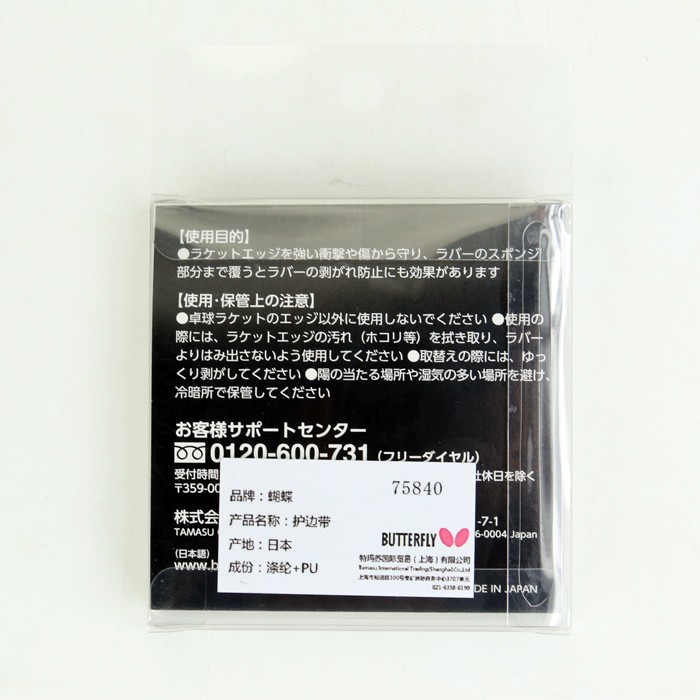 【使用目的】
●ラケットエッジを強い衝撃や傷から守り、ラバーのスポンジ
部分まで覆うとラバーの剥がれ防止にも効果があります
【使用・保管上の注意】
●卓球ラケットのエッジ以外に使用しないでください ●使用の
際には、ラケットエッジの汚れ（ホコリ等）を拭き取り、ラバー
よりはみ出さないよう使用してください ●取替えの際には、ゆっ
くり剥がしてください ●陽の当たる場所や湿気の多い場所を避け、
冷暗所で保管してください
お客様サポートセンター
0120-600-731（フリーダイヤル）
受付時間 社休日を除く
〒359-00
株式会 -7-1
TAMASU 6-0004 Japan
(日本語)
www.b
DE IN JAPAN
品牌：蝴蝶 75840
产品名称：护边带
产地：日本
成份：涤纶+PU
BUTTERFLY
特玛苏国际贸易（上海）有限公司
Tamasu International Trading(Shanghai)Co.,Ltd
021-6358-0190